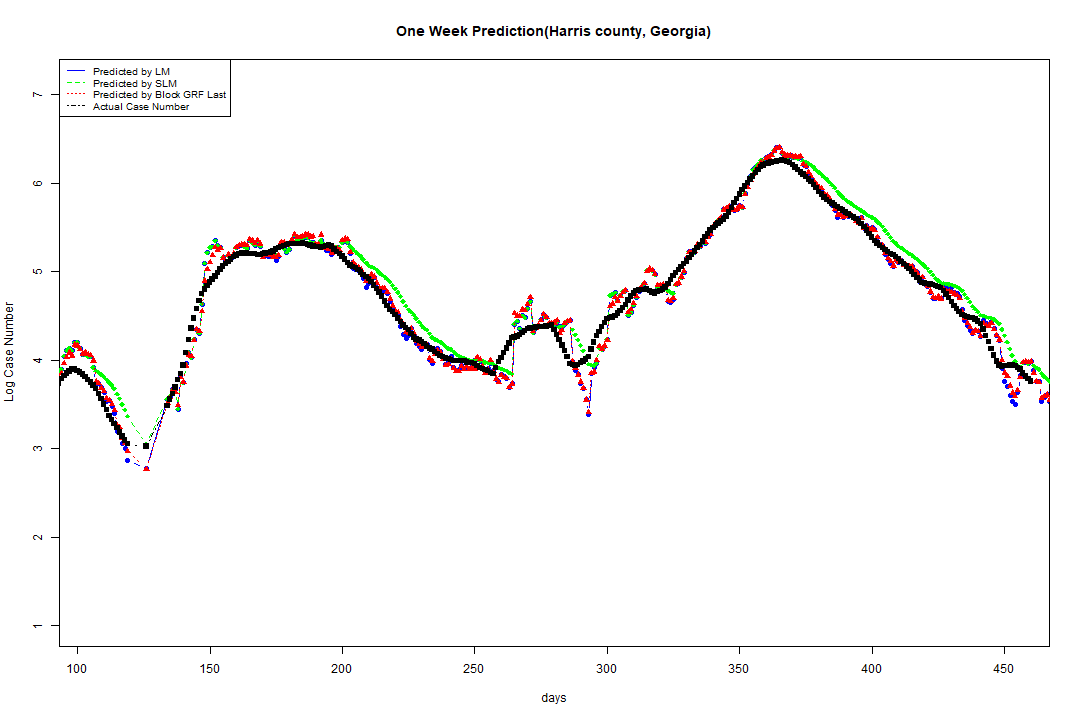 One Week Prediction(Harris county, Georgia)
Predicted by LM
Predicted by SLM
Predicted by Block GRF Last
Actual Case Number
7
6
5
4
3
2
1
Log Case Number
100 150 200 250 300 350 400 450
days